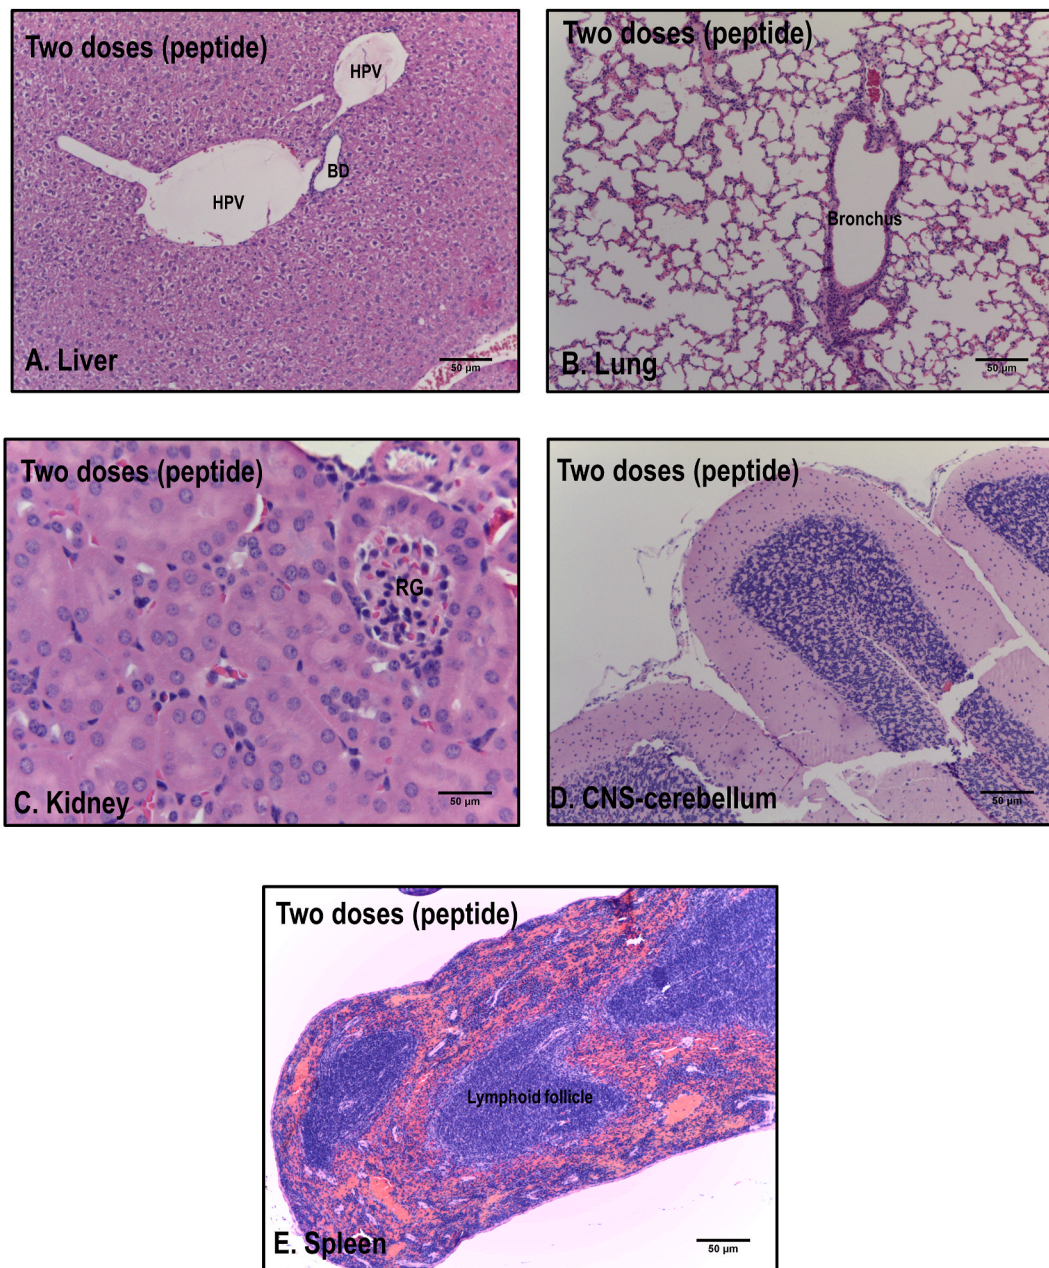 Two doses (peptide)
HPV
BD
HPV
A. Liver
50 µm
Two doses (peptide)
Bronchus
B. Lung
50 µm
Two doses (peptide)
RG
C. Kidney
50 µm
Two doses (peptide)
D. CNS-cerebellum
50 µm
Two doses (peptide)
Lymphoid follicle
E. Spleen
50 µm